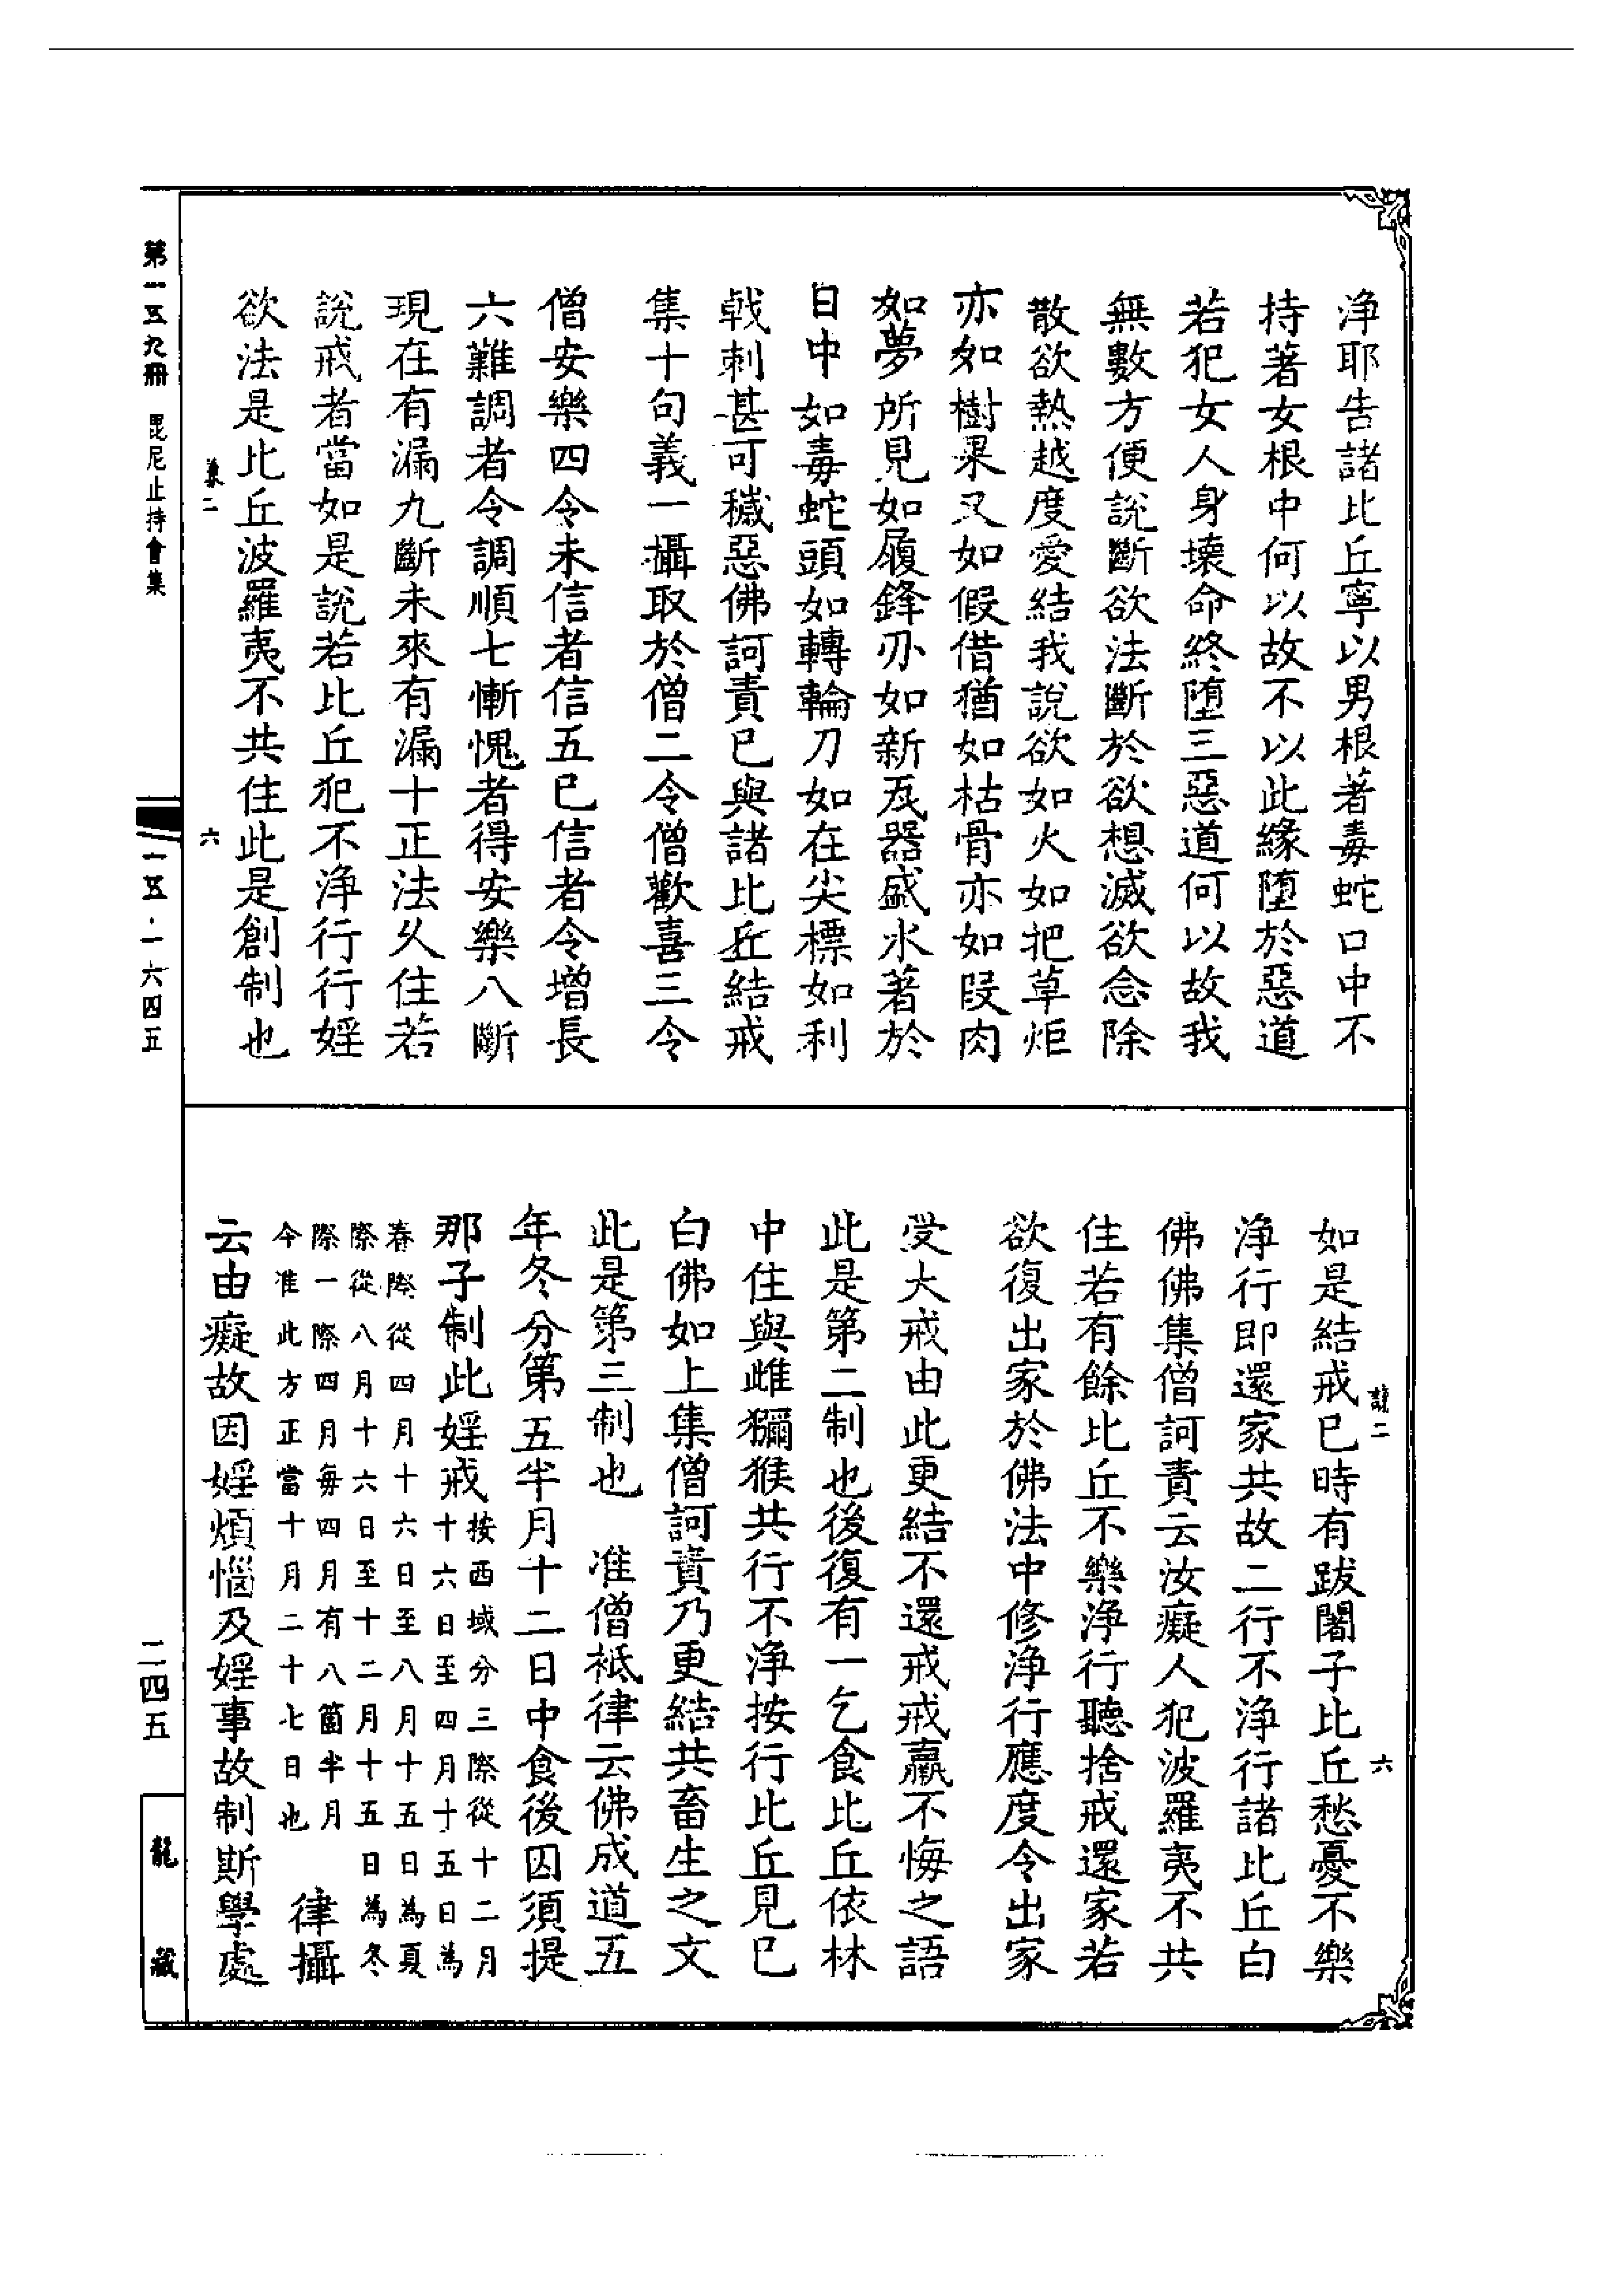 淨耶告諸比丘寧以男根著毒蛇口中不
持著女根中何以故不以此緣墮於惡道
若犯女人身壞命終墮三惡道何以故我
無數方便說斷欲法斷於欲想滅欲念除
散欲熱越度愛結我說欲如火如把草炬
亦如樹果又如假借猶如枯骨亦如段肉
如夢所見如履鋒刃如新瓦器盛水著於
日中如毒蛇頭如轉輪刀如在尖標如利
戟刺甚可穢惡佛訶責已與諸比丘結戒
集十句義一攝取於僧二令僧歡喜三令
僧安樂四令未信者信五已信者令增長
六難調者令調順七慚愧者得安樂八斷
現在有漏九斷未來有漏十正法久住若
說戒者當如是說若比丘犯不淨行行婬
欲法是比丘波羅夷不共住此是創制也
六
如是結戒已時有跋闍子比丘愁憂不樂
淨行即還家共故二行不淨行諸比丘白
佛佛集僧訶責云汝癡人犯波羅夷不共
住若有餘比丘不樂淨行聽捨戒還家若
欲復出家於佛法中修淨行應度令出家
受大戒由此更結不還戒戒羸不悔之語
此是第二制也後復有一乞食比丘依林
中住與雌獼猴共行不淨按行比丘見已
白佛如上集僧訶責乃更結共畜生之文
此是第三制也　准僧祇律云佛成道五
年冬分第五半月十二日中食後因須提
那子制此婬戒
按西域分三際從十二月
十六日至四月十五日為
春際從四月十六日至八月十五日為夏
際從八月十六日至十二月十五日為冬
際一際四月每四月有八箇半月
今准此方正當十月二十七日也
律攝
云由癡故因婬煩惱及婬事故制斯學處
六
第一五九冊　毘尼止持會集
一五·一六四五
二四五
龍藏